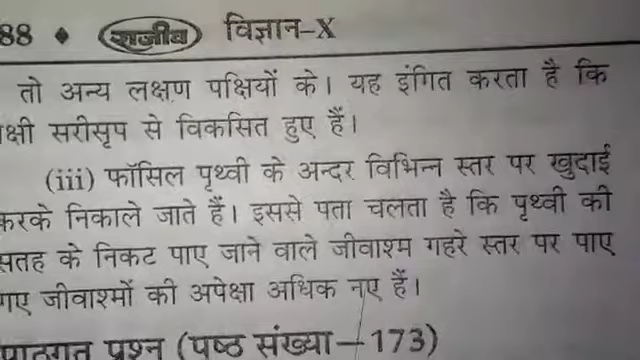 88 ♦ राजीव विज्ञान-X
तो अन्य लक्षण पक्षियों के। यह इंगित करता है कि
क्षी सरीसृप से विकसित हुए हैं।
(iii) फॉसिल पृथ्वी के अन्दर विभिन्न स्तर पर खुदाई
करके निकाले जाते हैं। इससे पता चलता है कि पृथ्वी की
सतह के निकट पाए जाने वाले जीवाश्म गहरे स्तर पर पाए
गए जीवाश्मों की अपेक्षा अधिक नए हैं।
पाठगत प्रश्न (पृष्ठ संख्या–173)